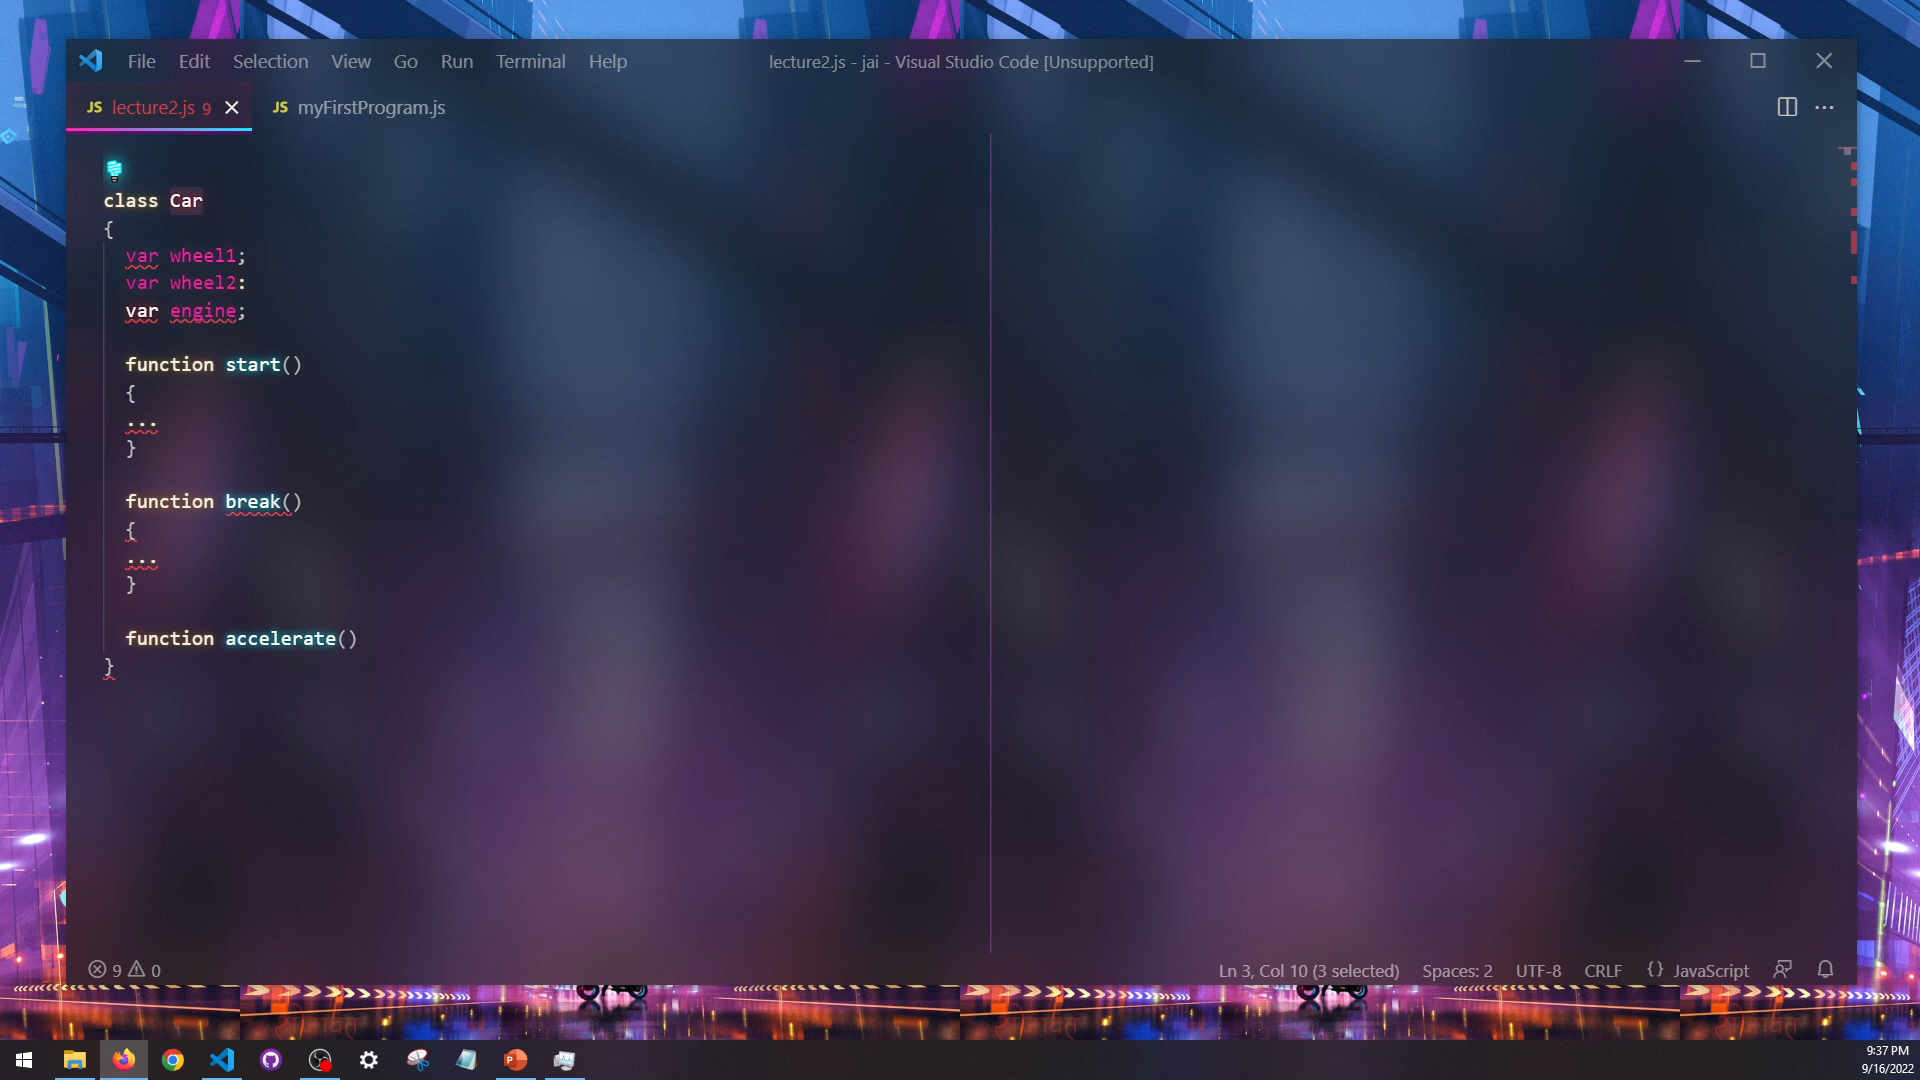 File Edit Selection View Go Run Terminal Help lecture2.js - jai - Visual Studio Code [Unsupported]
JS lecture2.js 9 JS myFirstProgram.js
class Car
{
var wheel1;
var wheel2:
var engine;
function start()
{
...
}
function break()
{
...
}
function accelerate()
}
9 0 Ln 3, Col 10 (3 selected) Spaces: 2 UTF-8 CRLF {} JavaScript
9:37 PM
9/16/2022